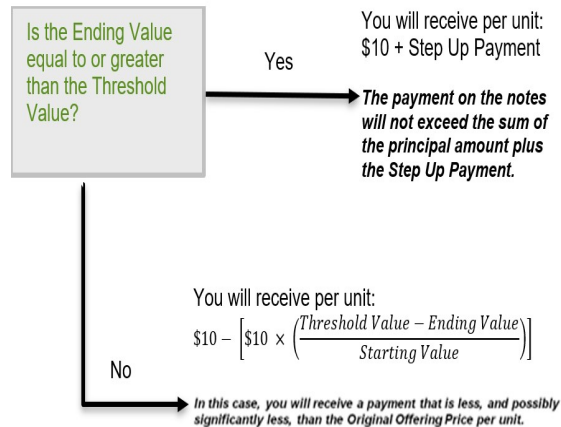 Is the Ending Value
equal to or greater
than the Threshold
Value?
Yes
You will receive per unit:
$10 + Step Up Payment
The payment on the notes
will not exceed the sum of
the principal amount plus
the Step Up Payment.
No
You will receive per unit:
$10 – [$10 × (Threshold Value – Ending Value / Starting Value)]
In this case, you will receive a payment that is less, and possibly
significantly less, than the Original Offering Price per unit.